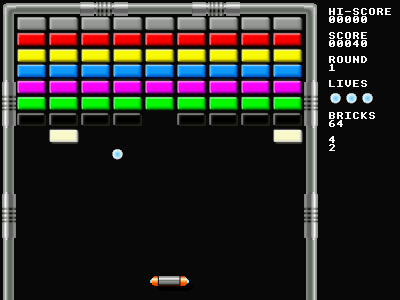 HI-SCORE
00000
SCORE
00040
ROUND
1
LIVES
BRICKS
64
4
2